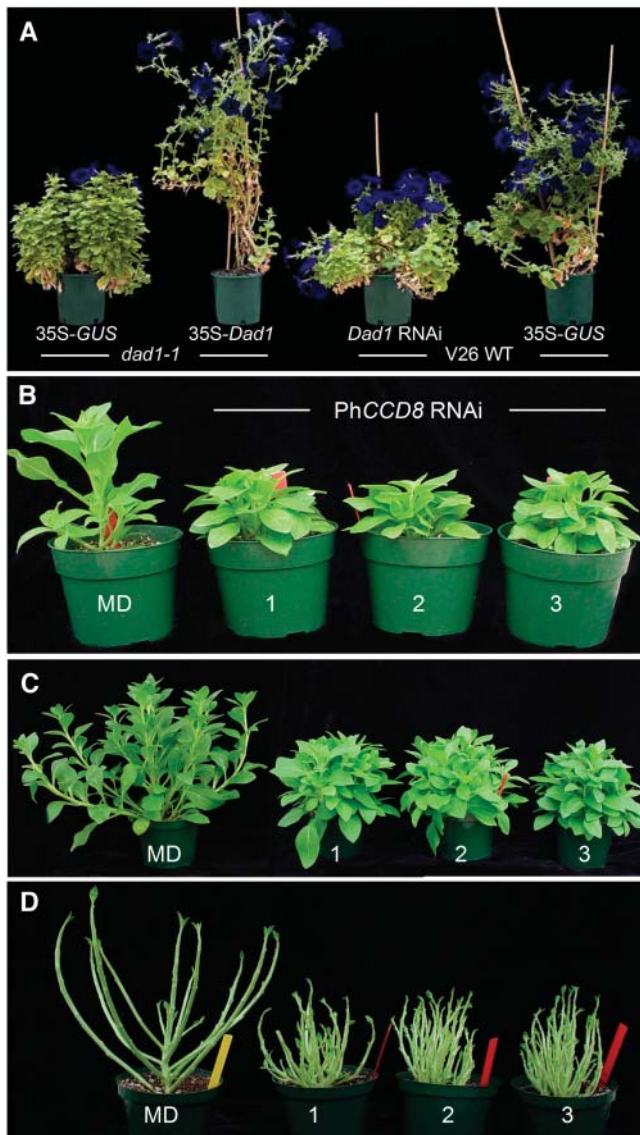 A
35S-GUS 35S-Dad1 Dad1 RNAi 35S-GUS
dad1-1 V26 WT
B
PhCCD8 RNAi
MD 1 2 3
C
MD 1 2 3
D
MD 1 2 3